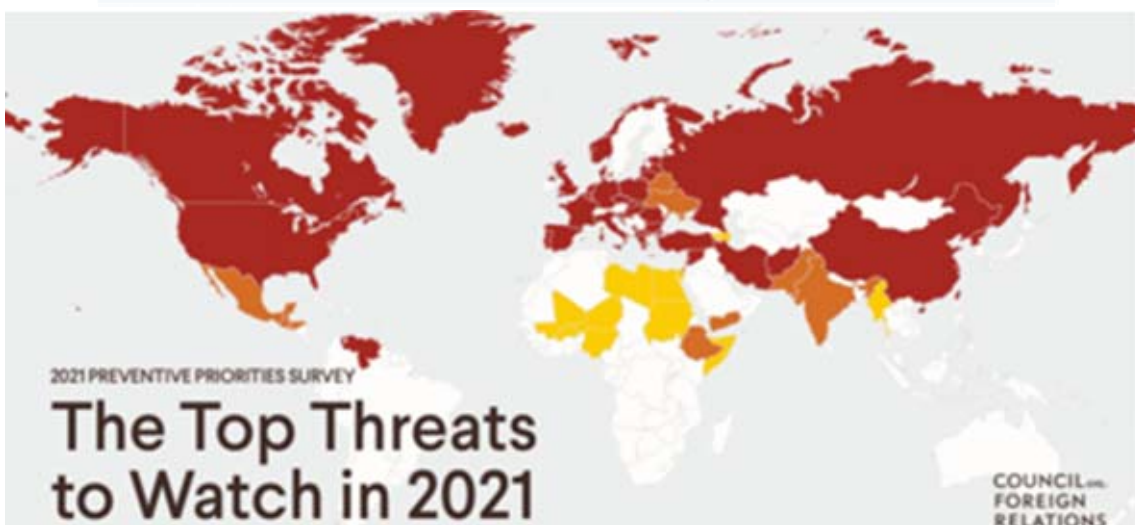 2021 PREVENTIVE PRIORITIES SURVEY
The Top Threats
to Watch in 2021
COUNCIL on
FOREIGN
RELATIONS